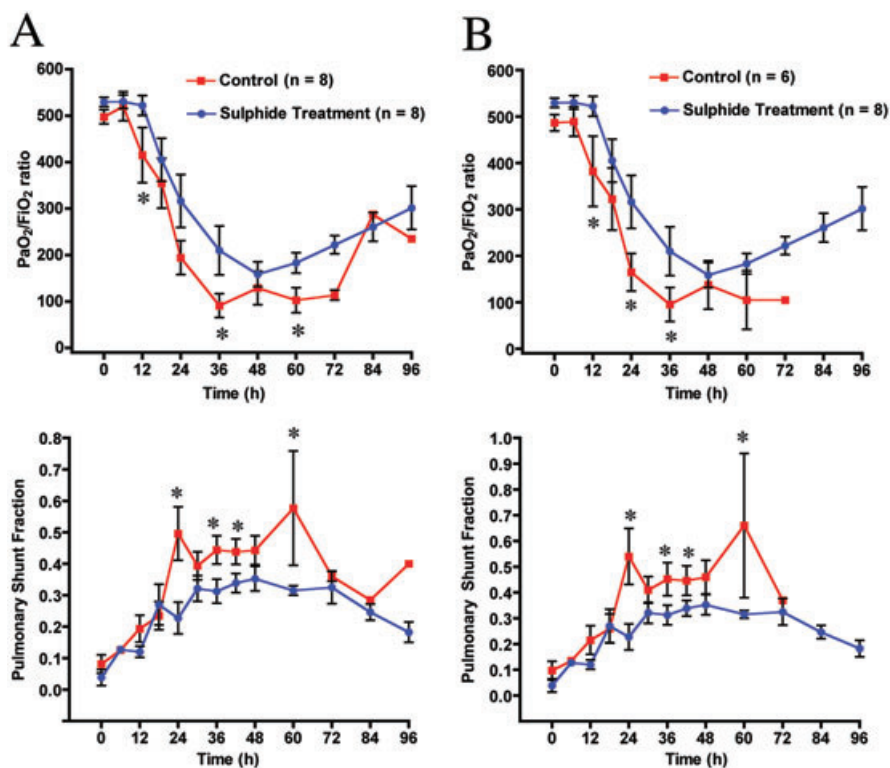 A
600
500
400
300
200
100
0
PaO₂/FiO₂ ratio
Control (n = 8)
Sulphide Treatment (n = 8)
*
*
*
0 12 24 36 48 60 72 84 96
Time (h)
B
600
500
400
300
200
100
0
PaO₂/FiO₂ ratio
Control (n = 6)
Sulphide Treatment (n = 8)
*
*
*
0 12 24 36 48 60 72 84 96
Time (h)
0.8
0.7
0.6
0.5
0.4
0.3
0.2
0.1
0.0
Pulmonary Shunt Fraction
*
*
*
*
0 12 24 36 48 60 72 84 96
Time (h)
1.0
0.9
0.8
0.7
0.6
0.5
0.4
0.3
0.2
0.1
0.0
Pulmonary Shunt Fraction
*
*
*
*
0 12 24 36 48 60 72 84 96
Time (h)